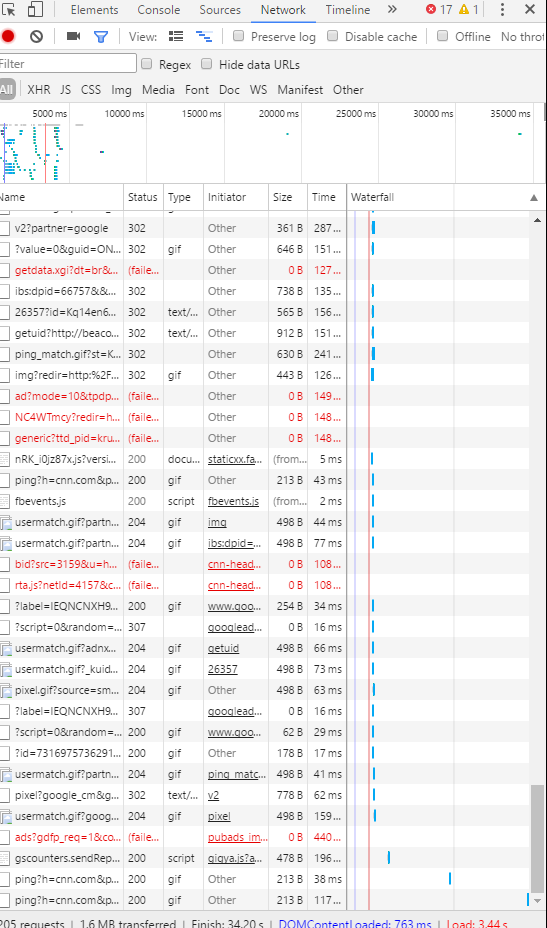 Elements Console Sources Network Timeline » 17 1
View: Preserve log Disable cache Offline No thro
Filter Regex Hide data URLs
All XHR JS CSS Img Media Font Doc WS Manifest Other
5000 ms 10000 ms 15000 ms 20000 ms 25000 ms 30000 ms 35000 ms
Name Status Type Initiator Size Time Waterfall
v2?partner=google 302 Other 361 B 287...
?value=0&guid=ON... 302 gif Other 646 B 151...
getdata.xgi?dt=br&... (faile... Other 0 B 127...
ibs:dpid=66757&&... 302 Other 738 B 135...
26357?id=Kq14en6... 302 text/... Other 565 B 156...
getuid?http://beaco... 302 text/... Other 912 B 151...
ping_match.gif?st=K... 302 Other 630 B 241...
img?redir=http:%2F... 302 gif Other 443 B 126...
ad?mode=10&tpdp... (faile... Other 0 B 149...
NC4WTmcy?redir=h... (faile... Other 0 B 148...
generic?ttd_pid=kru... (faile... Other 0 B 148...
nRK_i0jz87x.js?versi... 200 docu... staticxx.fa... (from... 5 ms
ping?h=cnn.com&p... 200 gif Other 213 B 43 ms
fbevents.js 200 script fbevents.js (from... 2 ms
usermatch.gif?partn... 204 gif img 498 B 44 ms
usermatch.gif?partn... 204 gif ibs:dpid=... 498 B 77 ms
bid?src=3159&u=h... (faile... cnn-head... 0 B 108...
rta.js?netId=4157&c... (faile... cnn-head... 0 B 108...
?label=IEQNCNXH9... 200 gif www.goo... 254 B 34 ms
?script=0&random=... 307 googlead... 0 B 16 ms
usermatch.gif?adnx... 204 gif getuid 498 B 66 ms
usermatch.gif?_kuid... 204 gif 26357 498 B 73 ms
pixel.gif?source=sm... 204 gif Other 498 B 63 ms
?label=IEQNCNXH9... 307 googlead... 0 B 16 ms
?script=0&random=... 200 gif www.goo... 62 B 29 ms
?id=7316975736291... 200 gif Other 178 B 17 ms
usermatch.gif?partn... 204 gif ping_matc... 498 B 41 ms
pixel?google_cm&g... 302 text/... v2 778 B 62 ms
usermatch.gif?goog... 204 gif pixel 498 B 159...
ads?gdfp_req=1&co... (faile... pubads_im... 0 B 440...
gscounters.sendRep... 200 script gigya.js?a... 478 B 196...
ping?h=cnn.com&p... 200 gif Other 213 B 38 ms
ping?h=cnn.com&p... 200 gif Other 213 B 117...
205 requests | 1.6 MB transferred | Finish: 34.20 s | DOMContentLoaded: 763 ms | Load: 3.44 s